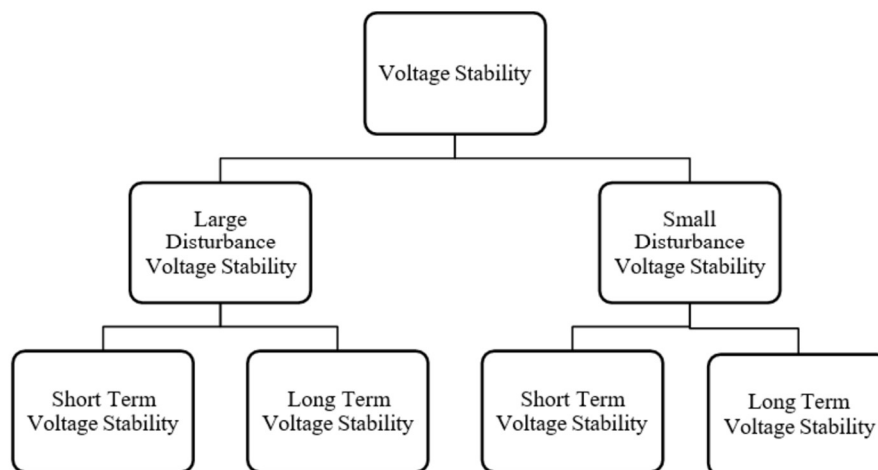 Voltage Stability
Large
Disturbance
Voltage Stability
Small
Disturbance
Voltage Stability
Short Term
Voltage Stability
Long Term
Voltage Stability
Short Term
Voltage Stability
Long Term
Voltage Stability